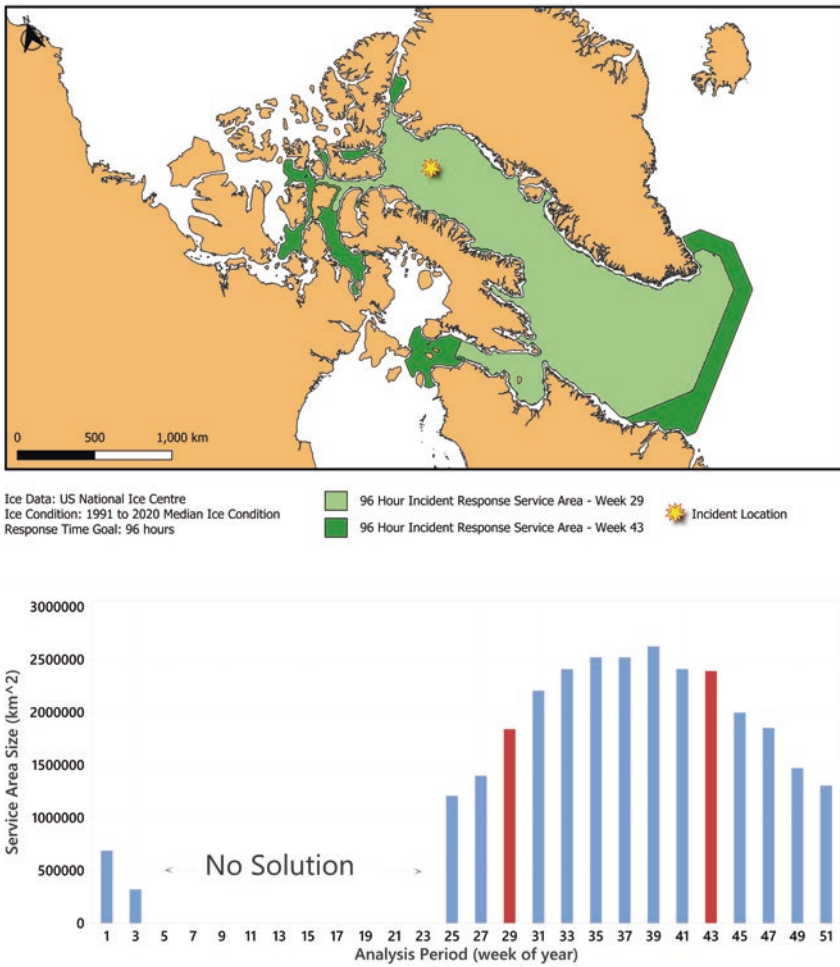 0 500 1,000 km
Ice Data: US National Ice Centre
Ice Condition: 1991 to 2020 Median Ice Condition
Response Time Goal: 96 hours
96 Hour Incident Response Service Area - Week 29
96 Hour Incident Response Service Area - Week 43
Incident Location
Service Area Size (km^2)
3000000
2500000
2000000
1500000
1000000
500000
0
No Solution
1 3 5 7 9 11 13 15 17 19 21 23 25 27 29 31 33 35 37 39 41 43 45 47 49 51
Analysis Period (week of year)